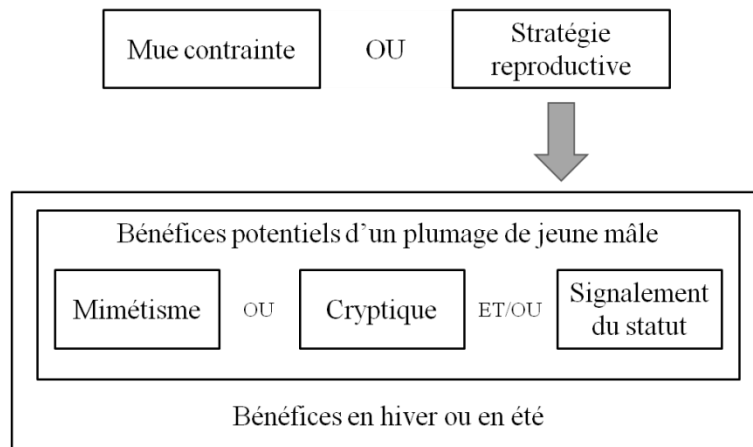 Mue contrainte
OU
Stratégie
reproductive
Bénéfices potentiels d'un plumage de jeune mâle
Mimétisme
OU
Cryptique
ET/OU
Signalement
du statut
Bénéfices en hiver ou en été